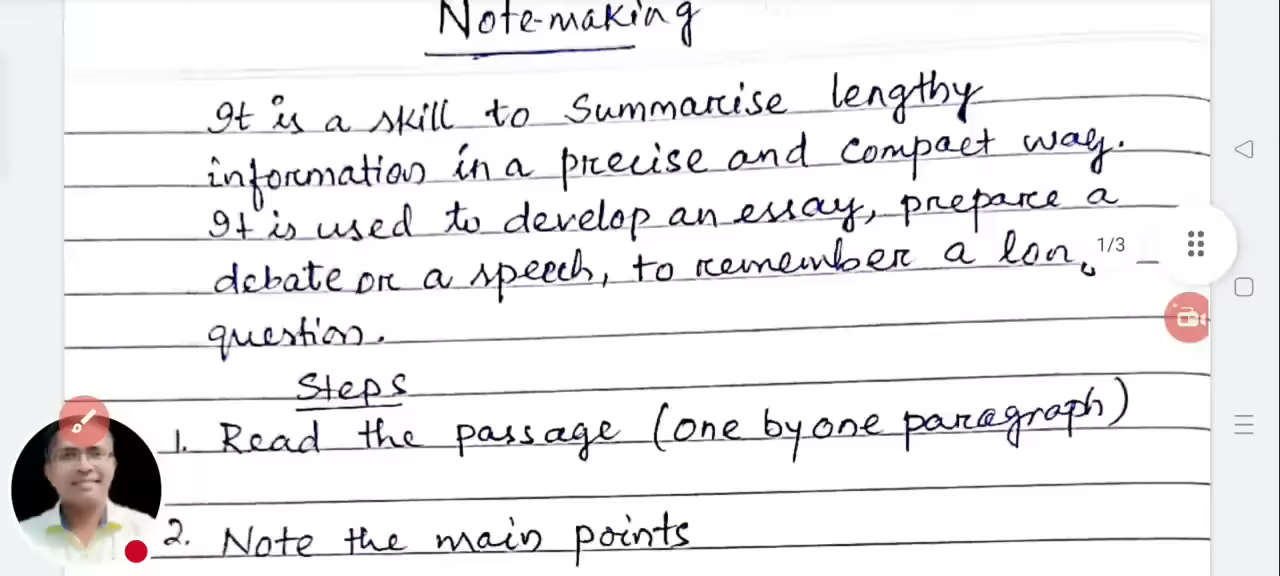 Note-making
It is a skill to summarise lengthy
information in a precise and compact way.
It is used to develop an essay, prepare a
debate or a speech, to remember a lon
1/3
question.
Steps
1. Read the passage (one by one paragraph)
2. Note the main points